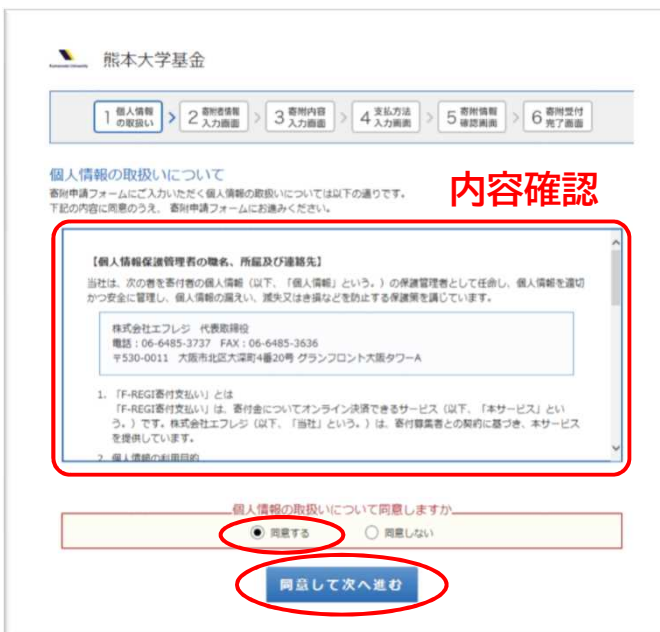 熊本大学基金
1 個人情報の取扱い > 2 寄附者情報入力画面 > 3 寄附内容入力画面 > 4 支払方法入力画面 > 5 寄附情報確認画面 > 6 寄附受付完了画面
個人情報の取扱いについて
寄附申請フォームにご入力いただく個人情報の取扱いについては以下の通りです。
下記の内容に同意のうえ、寄附申請フォームにお進みください。
内容確認
【個人情報保護管理者の職名、所属及び連絡先】
当社は、次の者を寄付者の個人情報（以下、「個人情報」という。）の保護管理者として任命し、個人情報を適切
かつ安全に管理し、個人情報の漏えい、滅失又はき損などを防止する保護策を講じています。
株式会社エフレジ 代表取締役
電話：06-6485-3737 FAX：06-6485-3636
〒530-0011 大阪市北区大深町4番20号 グランフロント大阪タワーA
1. 「F-REGI寄付支払い」とは
「F-REGI寄付支払い」は、寄付金についてオンライン決済できるサービス（以下、「本サービス」とい
う。）です。株式会社エフレジ（以下、「当社」という。）は、寄付募集者との契約に基づき、本サービス
を提供しています。
2. 個人情報の利用目的
個人情報の取扱いについて同意しますか
同意する 同意しない
同意して次へ進む